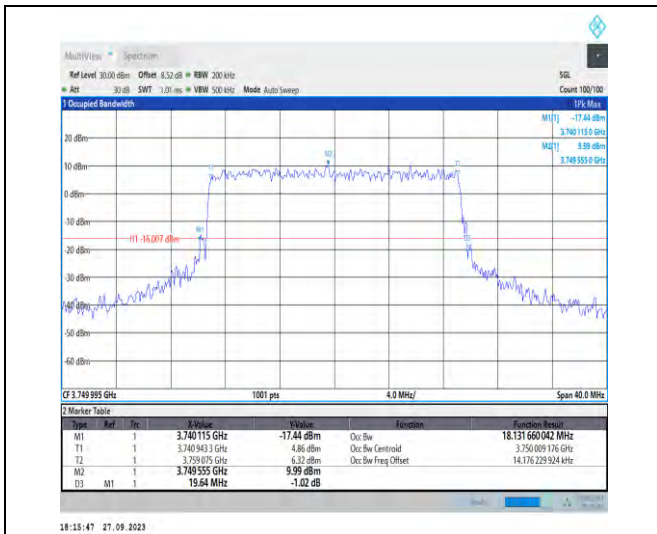 MultiView Spectrum
Ref Level 30.00 dBm Offset 8.52 dB RBW 200 kHz SGL
Att 30 dB SWT 1.01 ms VBW 500 kHz Mode Auto Sweep Count 100/100
1 Occupied Bandwidth 1Pk Max
M1[1] -17.44 dBm
3.740 115 0 GHz
M2[1] 9.99 dBm
3.749 555 0 GHz
20 dBm
M2
10 dBm
0 dBm
-10 dBm
M1
H1 -16.007 dBm
-20 dBm
-30 dBm
-40 dBm
-50 dBm
-60 dBm
CF 3.749 995 GHz 1001 pts 4.0 MHz/ Span 40.0 MHz
2 Marker Table
Type Ref Trc X-Value Y-Value Function Function Result
M1 1 3.740 115 GHz -17.44 dBm Occ Bw 18.131 660 042 MHz
T1 1 3.740 943 3 GHz 4.86 dBm Occ Bw Centroid 3.750 009 176 GHz
T2 1 3.759 075 GHz 6.32 dBm Occ Bw Freq Offset 14.176 229 924 kHz
M2 1 3.749 555 GHz 9.99 dBm
D3 M1 1 19.64 MHz -1.02 dB
18:15:47 27.09.2023